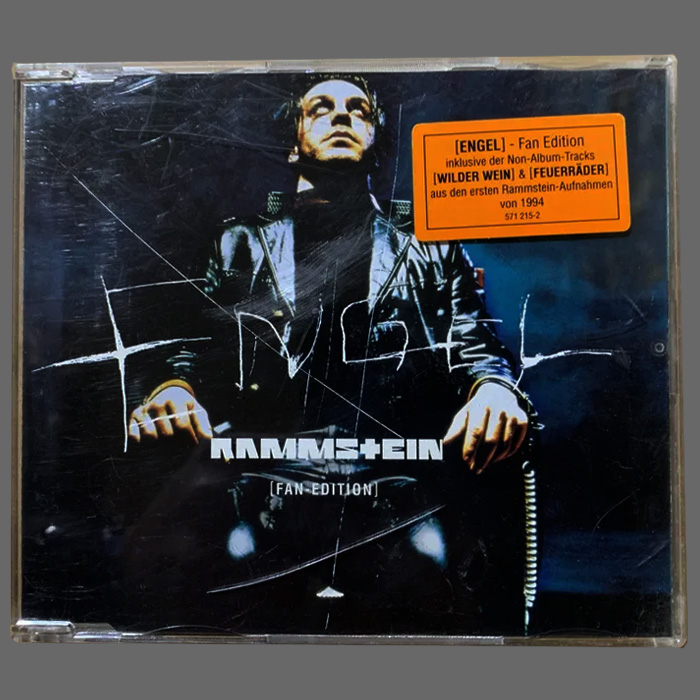 [ENGEL] - Fan Edition
inklusive der Non-Album-Tracks
[WILDER WEIN] & [FEUERRÄDER]
aus den ersten Rammstein-Aufnahmen
von 1994
571 215-2
ENGEL
RAMMSTEIN
[FAN-EDITION]